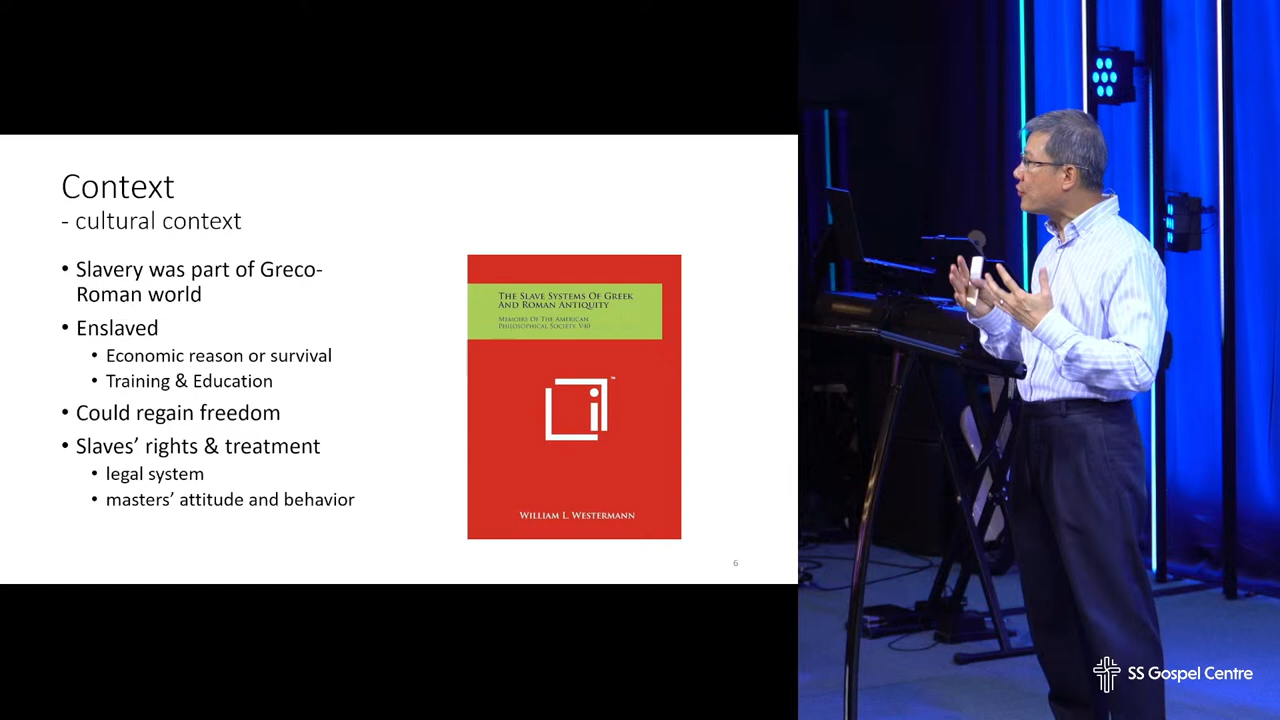 Context
- cultural context
• Slavery was part of Greco-
Roman world
• Enslaved
• Economic reason or survival
• Training & Education
• Could regain freedom
• Slaves’ rights & treatment
• legal system
• masters’ attitude and behavior
The Slave Systems Of Greek
And Roman Antiquity
Memoirs Of The American
Philosophical Society, V40
i
™
William L. Westermann
6
SS Gospel Centre